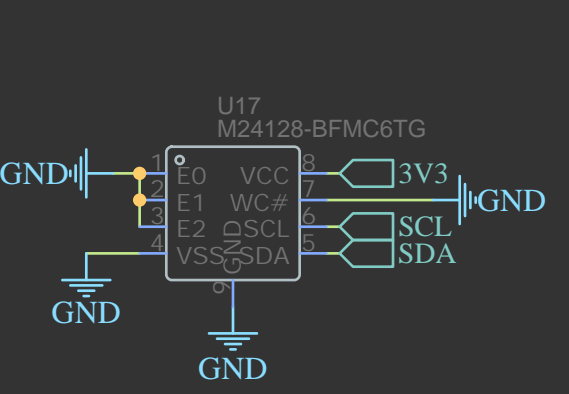 U17
M24128-BFMC6TG
GND 1 E0 VCC 8 3V3
2 E1 WC# 7 GND
3 E2 SCL 6 SCL
4 VSS SDA 5 SDA
GND
9
GND
GND